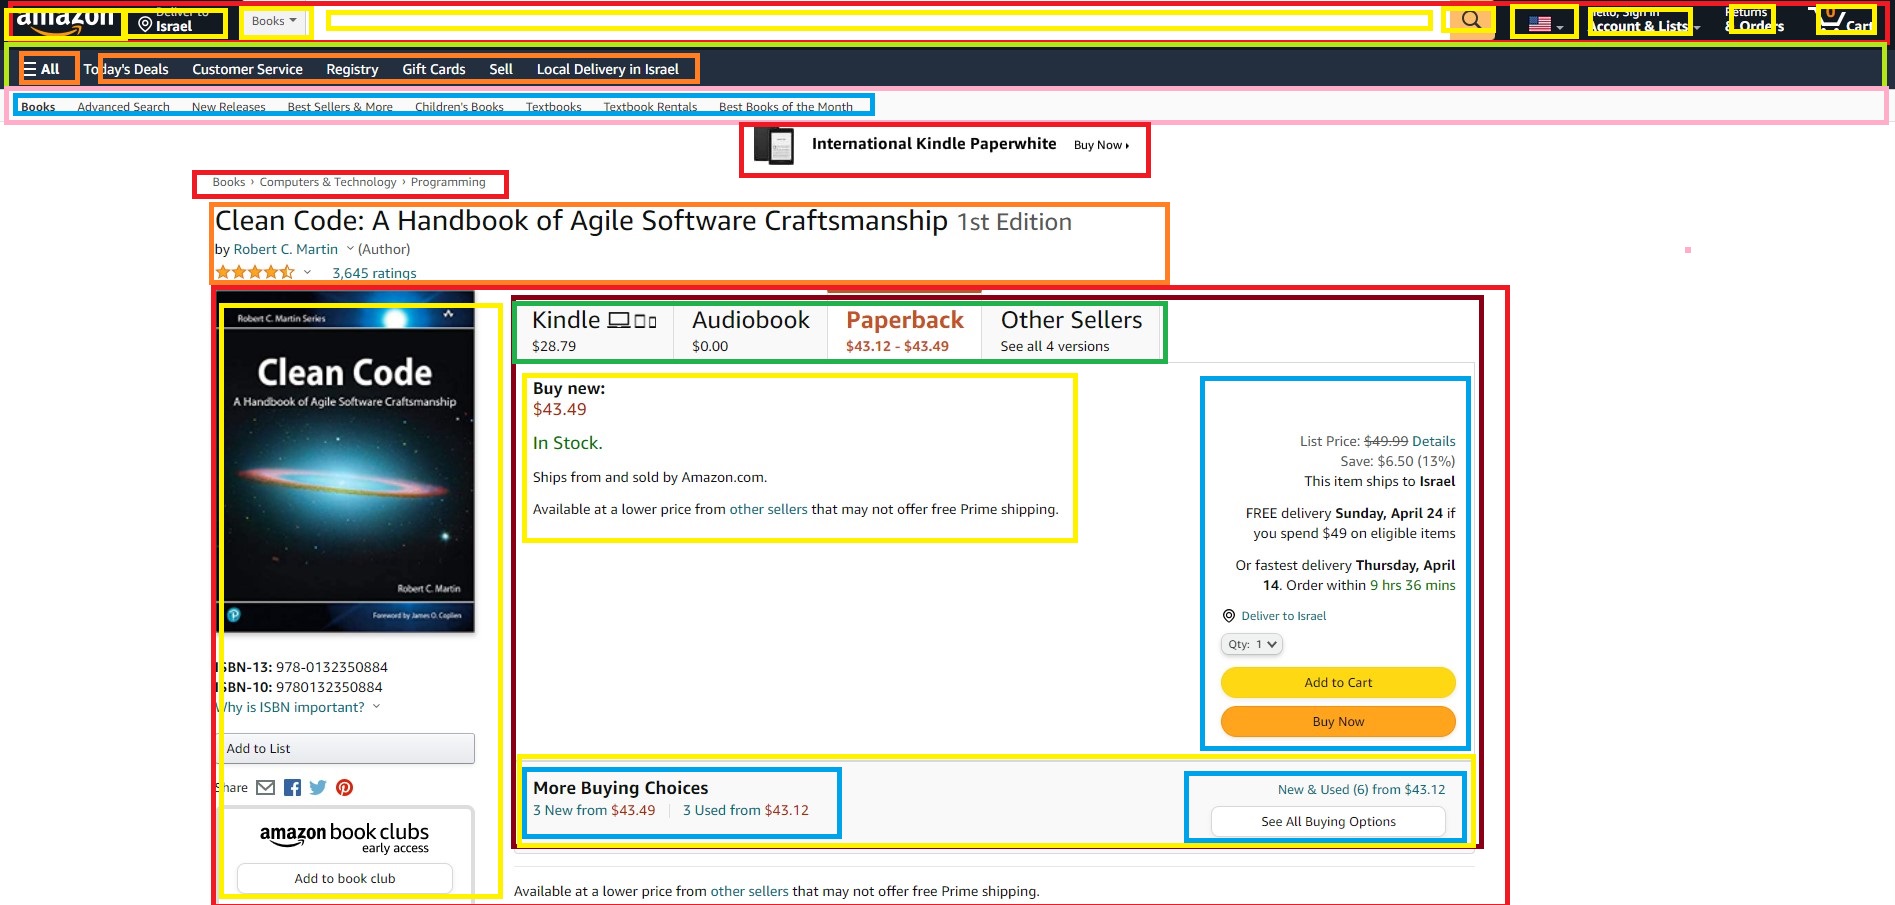 amazon
Deliver to
Israel
Books
Hello, Sign in
Account & Lists
Returns
& Orders
0
Cart
All
Today's Deals
Customer Service
Registry
Gift Cards
Sell
Local Delivery in Israel
Books
Advanced Search
New Releases
Best Sellers & More
Children's Books
Textbooks
Textbook Rentals
Best Books of the Month
International Kindle Paperwhite
Buy Now
Books › Computers & Technology › Programming
Clean Code: A Handbook of Agile Software Craftsmanship 1st Edition
by Robert C. Martin (Author)
3,645 ratings
Robert C. Martin Series
Clean Code
A Handbook of Agile Software Craftsmanship
Robert C. Martin
Foreword by James O. Coplien
ISBN-13: 978-0132350884
ISBN-10: 9780132350884
Why is ISBN important?
Add to List
Share
amazon book clubs
early access
Add to book club
Kindle
$28.79
Audiobook
$0.00
Paperback
$43.12 - $43.49
Other Sellers
See all 4 versions
Buy new:
$43.49
In Stock.
Ships from and sold by Amazon.com.
Available at a lower price from other sellers that may not offer free Prime shipping.
List Price: $49.99 Details
Save: $6.50 (13%)
This item ships to Israel
FREE delivery Sunday, April 24 if
you spend $49 on eligible items
Or fastest delivery Thursday, April
14. Order within 9 hrs 36 mins
Deliver to Israel
Qty: 1
Add to Cart
Buy Now
More Buying Choices
3 New from $43.49
3 Used from $43.12
New & Used (6) from $43.12
See All Buying Options
Available at a lower price from other sellers that may not offer free Prime shipping.